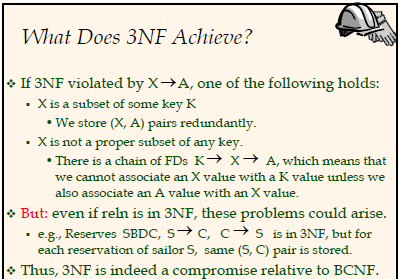 What Does 3NF Achieve?
❖ If 3NF violated by X→A, one of the following holds:
▪ X is a subset of some key K
• We store (X, A) pairs redundantly.
▪ X is not a proper subset of any key.
• There is a chain of FDs K→ X→ A, which means that
we cannot associate an X value with a K value unless we
also associate an A value with an X value.
❖ But: even if reln is in 3NF, these problems could arise.
▪ e.g., Reserves SBDC, S→ C, C→ S is in 3NF, but for
each reservation of sailor S, same (S, C) pair is stored.
❖ Thus, 3NF is indeed a compromise relative to BCNF.